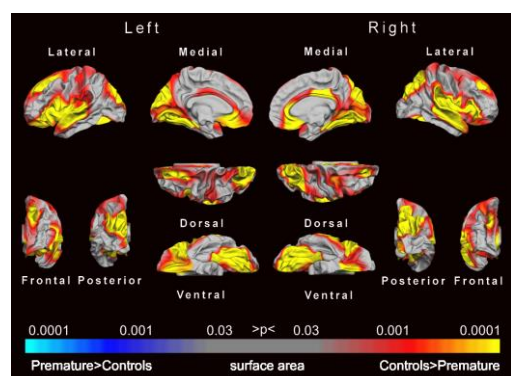 Left Right
Lateral Medial Medial Lateral
Dorsal Dorsal
Frontal Posterior Posterior Frontal
Ventral Ventral
0.0001 0.001 0.03 >p< 0.03 0.001 0.0001
Premature>Controls surface area Controls>Premature